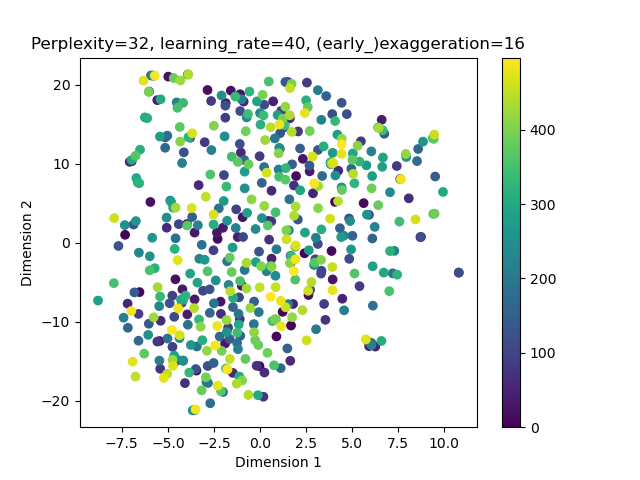 Perplexity=32, learning_rate=40, (early_)exaggeration=16
20
10
0
−10
−20
Dimension 2
−7.5 −5.0 −2.5 0.0 2.5 5.0 7.5 10.0
Dimension 1
400
300
200
100
0